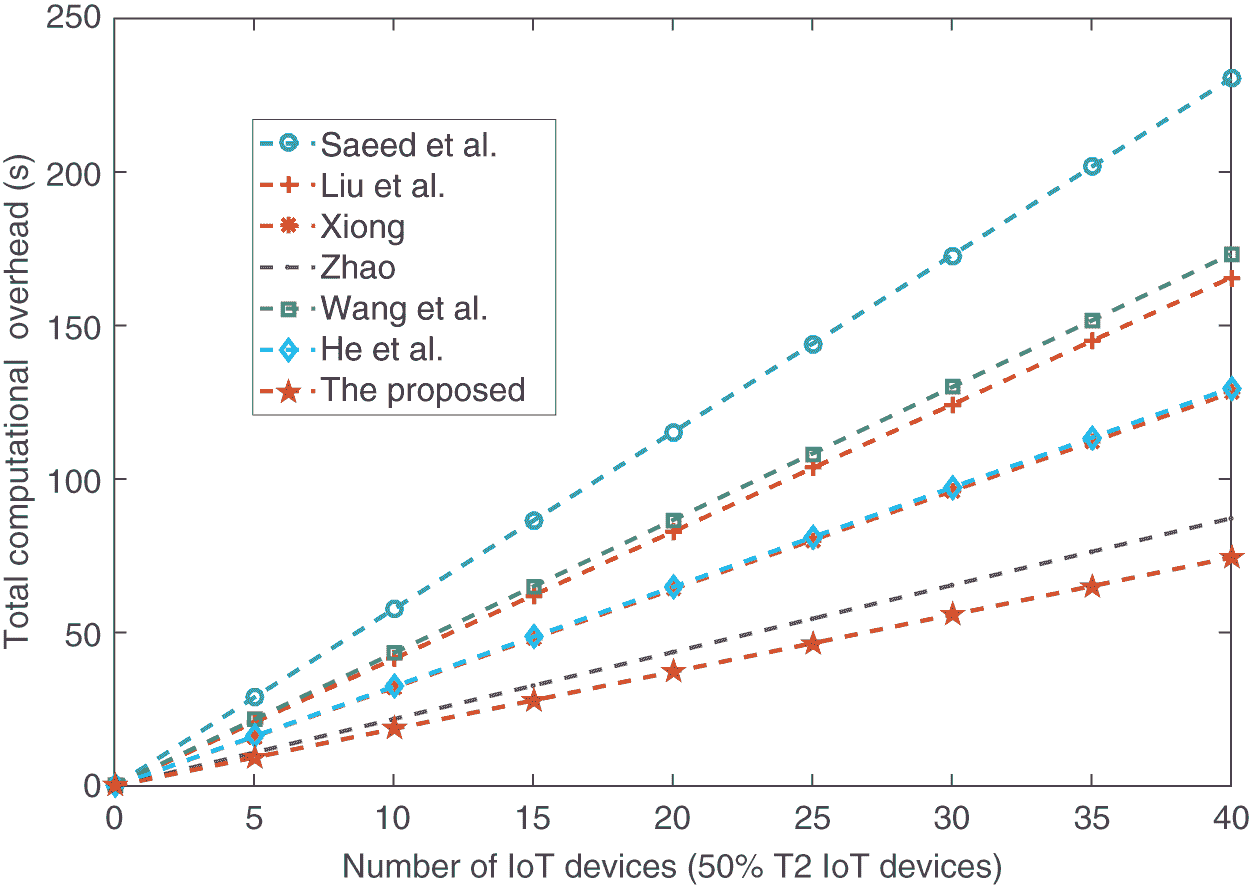 250
200
150
100
50
0
Total computational overhead (s)
Saeed et al.
Liu et al.
Xiong
Zhao
Wang et al.
He et al.
The proposed
0 5 10 15 20 25 30 35 40
Number of IoT devices (50% T2 IoT devices)